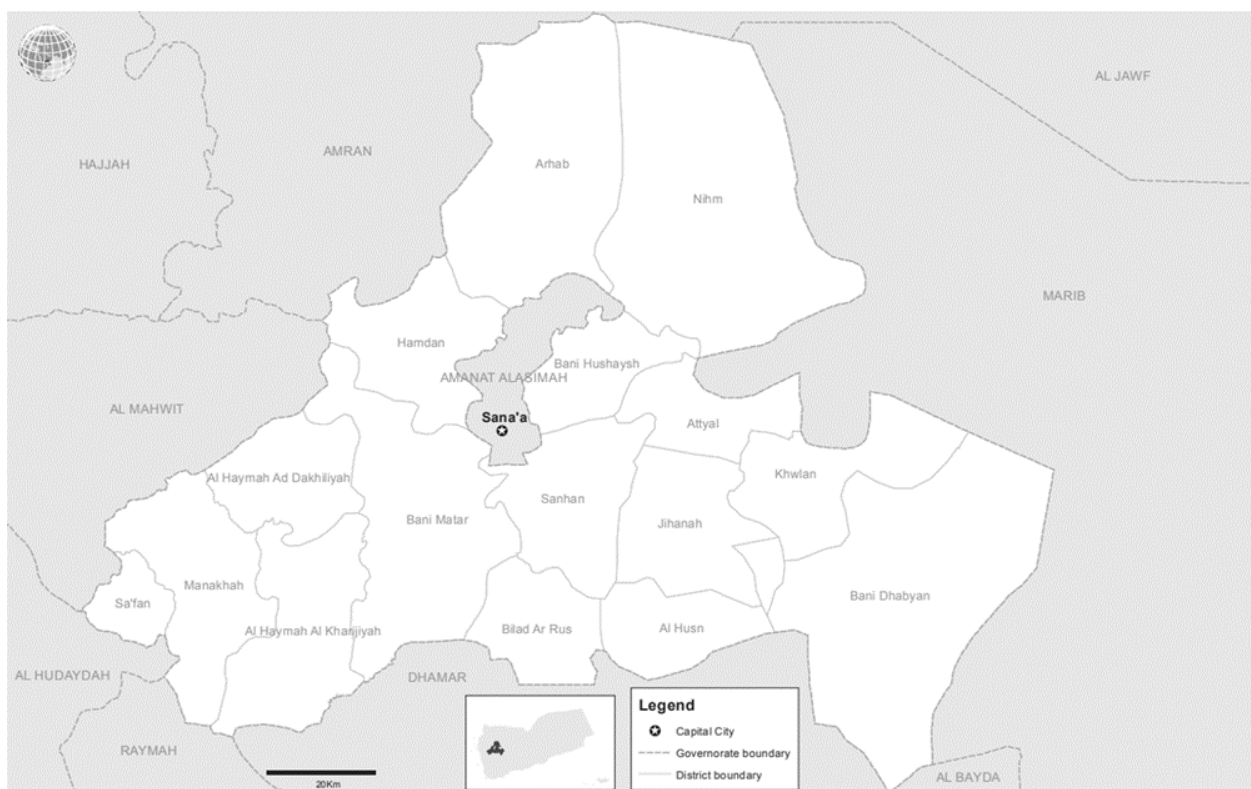 AL JAWF
HAJJAH
AMRAN
Arhab
Nihm
MARIB
Hamdan
Bani Hushaysh
AMANAT ALASIMAH
AL MAHWIT
Sana'a
Attyal
Al Haymah Ad Dakhiliyah
Khwlan
Bani Matar
Sanhan
Jihanah
Manakhah
Sa'fan
Bani Dhabyan
Al Haymah Al Kharijiyah
Bilad Ar Rus
Al Husn
AL HUDAYDAH
DHAMAR
RAYMAH
20Km
Legend
Capital City
Governorate boundary
District boundary
AL BAYDA